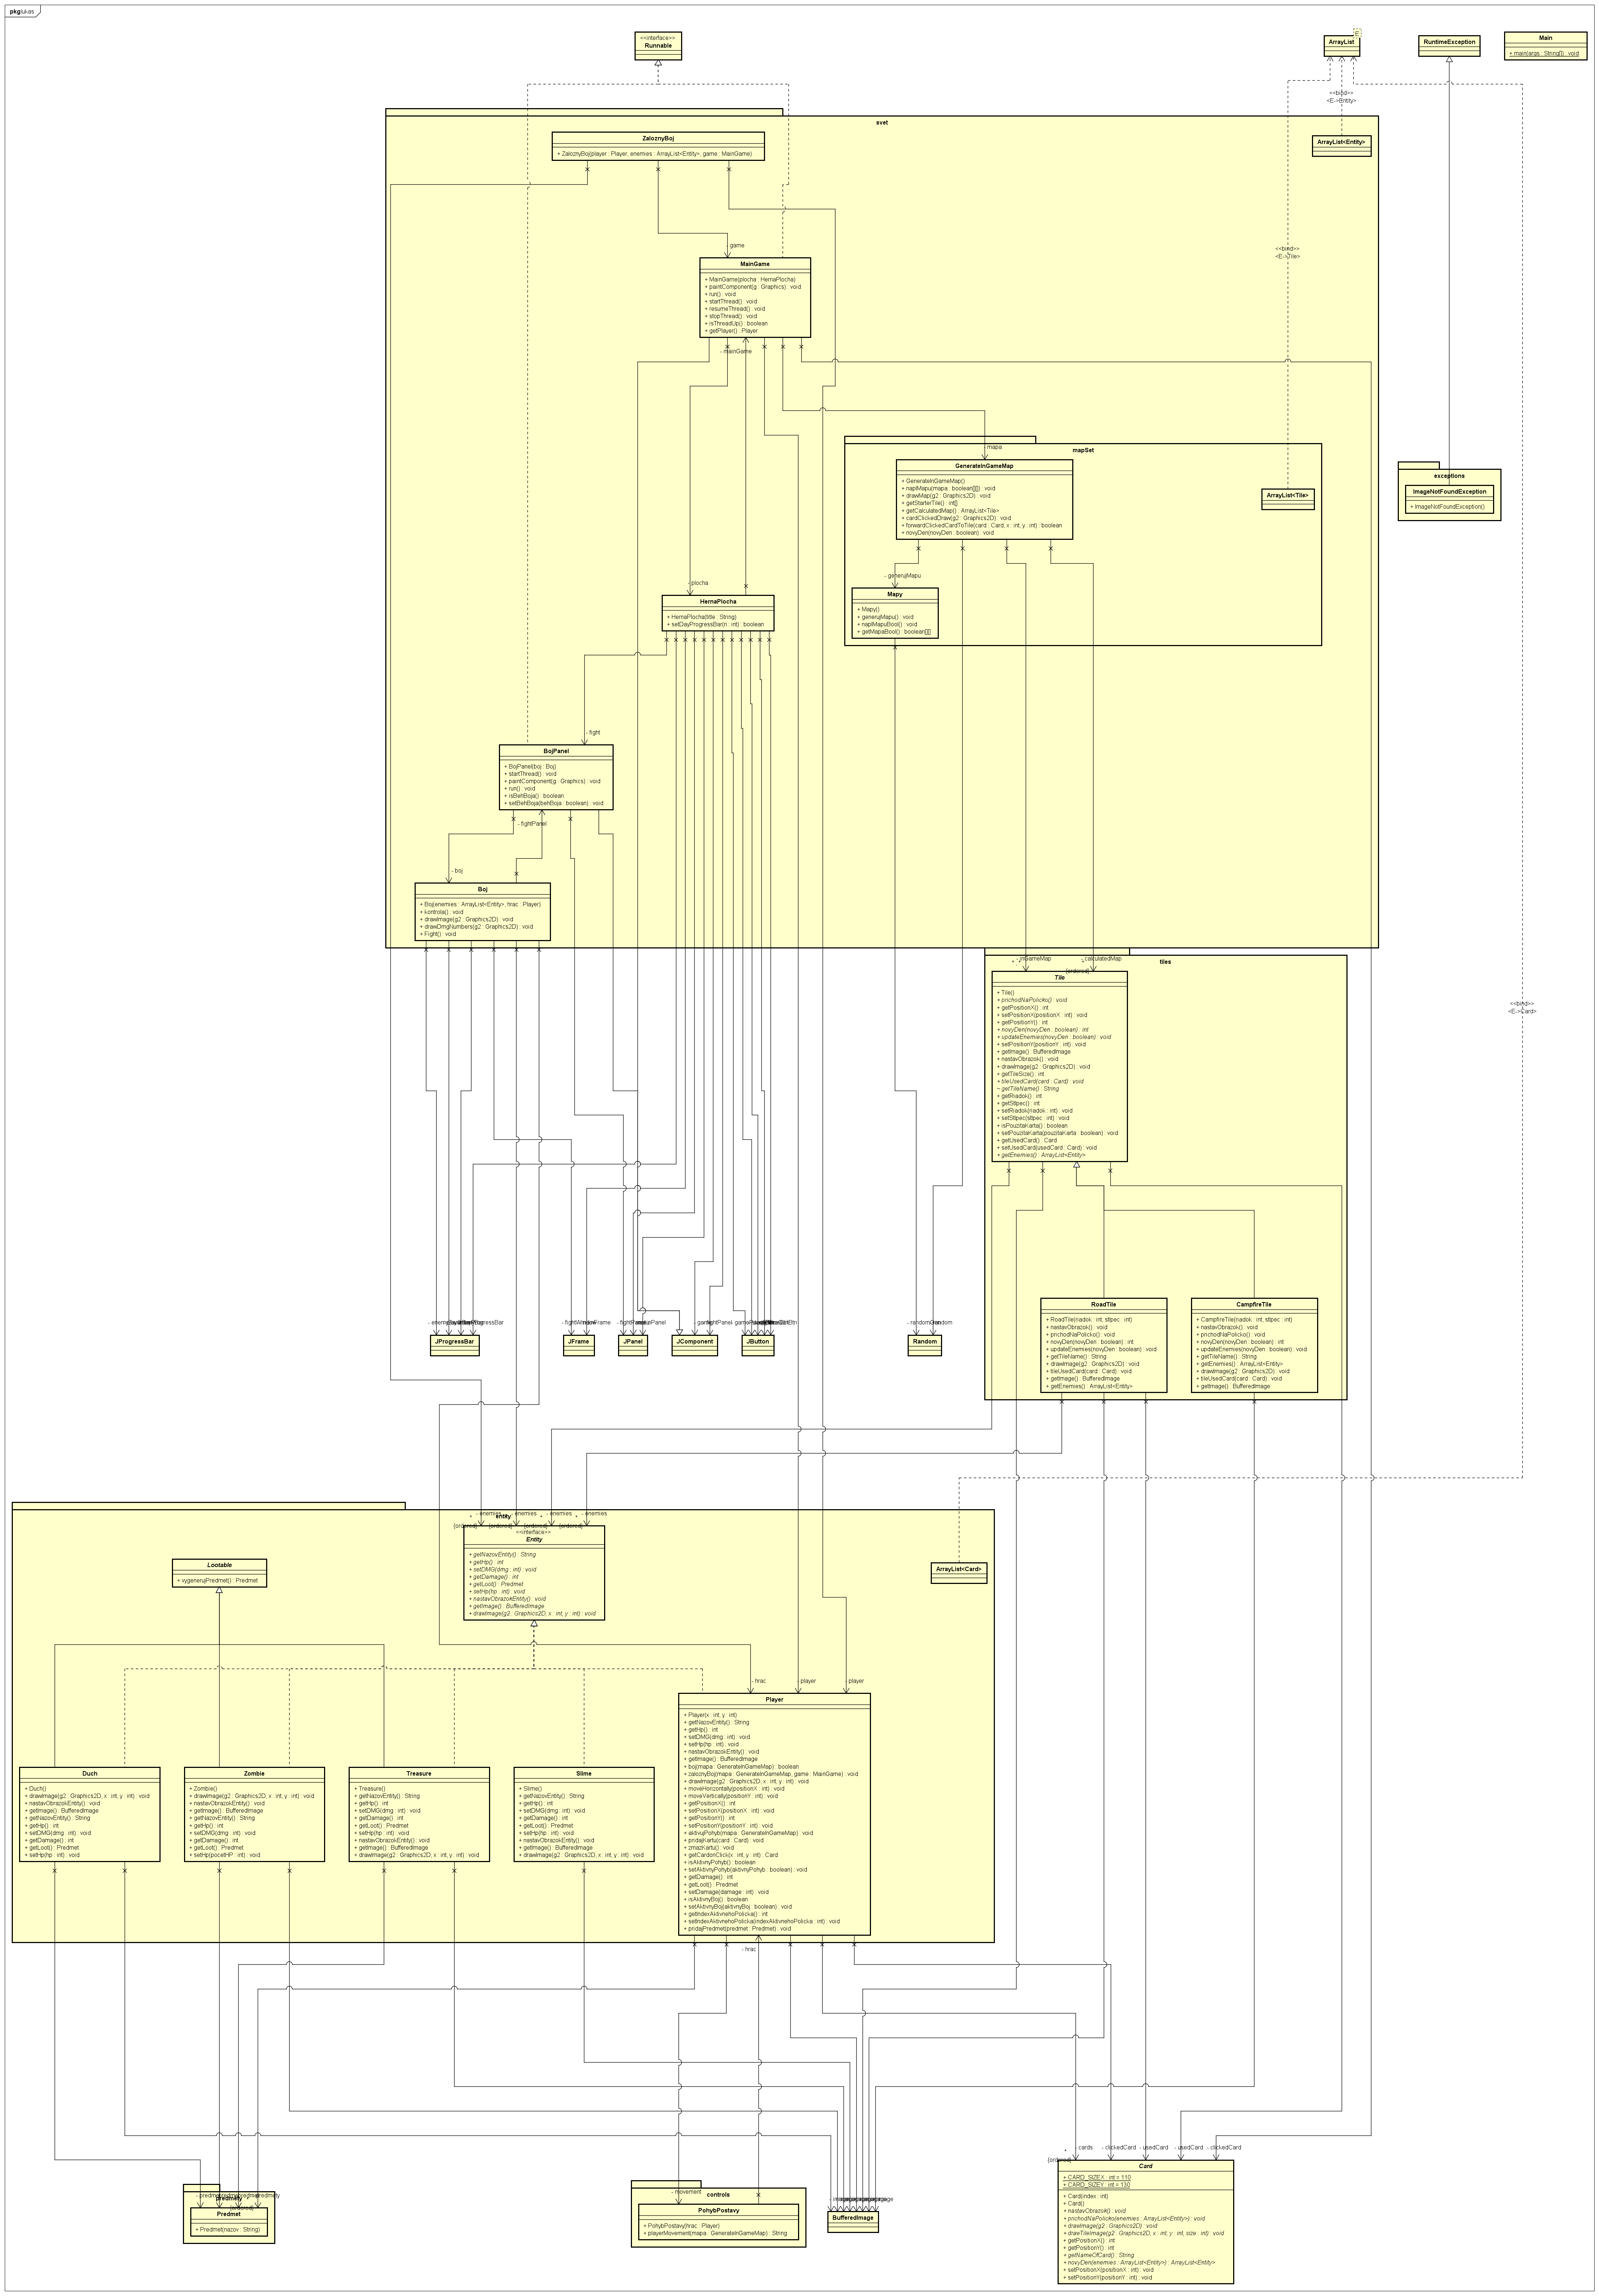 pkg lukas
<<interface>>
Runnable
ArrayList
E
RuntimeException
Main
+ main(args : String[]) : void
<<bind>>
<E->Entity>
svet
ZaloznyBoj
+ ZaloznyBoj(player : Player, enemies : ArrayList<Entity>, game : MainGame)
ArrayList<Entity>
- game
<<bind>>
<E->Tile>
MainGame
+ MainGame(plocha : HernaPlocha)
+ paintComponent(g : Graphics) : void
+ run() : void
+ startThread() : void
+ resumeThread() : void
+ stopThread() : void
+ isThreadUp() : boolean
+ getPlayer() : Player
- mainGame
- mapa
mapSet
GenerateInGameMap
+ GenerateInGameMap()
+ naplMapu(mapa : boolean[][]) : void
+ drawMap(g2 : Graphics2D) : void
+ getStarterTile() : int[]
+ getCalculatedMap() : ArrayList<Tile>
+ cardClickedDraw(g2 : Graphics2D) : void
+ forwardClickedCardToTile(card : Card, x : int, y : int) : boolean
+ novyDen(novyDen : boolean) : void
ArrayList<Tile>
exceptions
ImageNotFoundException
+ ImageNotFoundException()
- generujMapu
- plocha
Mapy
+ Mapy()
+ generujMapu() : void
+ naplMapuBool() : void
+ getMapaBool() : boolean[][]
HernaPlocha
+ HernaPlocha(title : String)
+ setDayProgressBar(n : int) : boolean
- fight
BojPanel
+ BojPanel(boj : Boj)
+ startThread() : void
+ paintComponent(g : Graphics) : void
+ run() : void
+ isBehBoja() : boolean
+ setBehBoja(behBoja : boolean) : void
- fightPanel
- boj
Boj
+ Boj(enemies : ArrayList<Entity>, hrac : Player)
+ kontrola() : void
+ drawImage(g2 : Graphics2D) : void
+ drawDmgNumbers(g2 : Graphics2D) : void
+ Fight() : void
- inGameMap
- calculatedMap
{ordered}
tiles
Tile
+ Tile()
+ prichodNaPolicko() : void
+ getPositionX() : int
+ setPositionX(positionX : int) : void
+ getPositionY() : int
+ novyDen(novyDen : boolean) : int
+ updateEnemies(novyDen : boolean) : void
+ setPositionY(positionY : int) : void
+ getImage() : BufferedImage
+ nastavObrazok() : void
+ drawImage(g2 : Graphics2D) : void
+ getTileSize() : int
+ tileUsedCard(card : Card) : void
~ getTileName() : String
+ getRiadok() : int
+ getStlpec() : int
+ setRiadok(riadok : int) : void
+ setStlpec(stlpec : int) : void
+ isPouzitaKarta() : boolean
+ setPouzitaKarta(pouzitaKarta : boolean) : void
+ getUsedCard() : Card
+ setUsedCard(usedCard : Card) : void
+ getEnemies() : ArrayList<Entity>
<<bind>>
<E->Card>
RoadTile
+ RoadTile(riadok : int, stlpec : int)
+ nastavObrazok() : void
+ prichodNaPolicko() : void
+ novyDen(novyDen : boolean) : int
+ updateEnemies(novyDen : boolean) : void
+ getTileName() : String
+ drawImage(g2 : Graphics2D) : void
+ tileUsedCard(card : Card) : void
+ getImage() : BufferedImage
+ getEnemies() : ArrayList<Entity>
CampfireTile
+ CampfireTile(riadok : int, stlpec : int)
+ nastavObrazok() : void
+ prichodNaPolicko() : void
+ novyDen(novyDen : boolean) : int
+ updateEnemies(novyDen : boolean) : void
+ getTileName() : String
+ getEnemies() : ArrayList<Entity>
+ drawImage(g2 : Graphics2D) : void
+ tileUsedCard(card : Card) : void
+ getImage() : BufferedImage
JProgressBar
JFrame
JPanel
JComponent
JButton
Random
entity
- enemies
- enemies
- enemies
- enemies
{ordered}
{ordered}
{ordered}
{ordered}
<<interface>>
Entity
+ getNazovEntity() : String
+ getHp() : int
+ setDMG(dmg : int) : void
+ getDamage() : int
+ getLoot() : Predmet
+ setHp(hp : int) : void
+ nastavObrazokEntity() : void
+ getImage() : BufferedImage
+ drawImage(g2 : Graphics2D, x : int, y : int) : void
Lootable
+ vygenerujPredmet() : Predmet
ArrayList<Card>
- hrac
- player
- player
Player
+ Player(x : int, y : int)
+ getNazovEntity() : String
+ getHp() : int
+ setDMG(dmg : int) : void
+ setHp(hp : int) : void
+ nastavObrazokEntity() : void
+ getImage() : BufferedImage
+ boj(mapa : GenerateInGameMap) : boolean
+ zaloznyBoj(mapa : GenerateInGameMap, game : MainGame) : void
+ drawImage(g2 : Graphics2D, x : int, y : int) : void
+ moveHorizontally(positionX : int) : void
+ moveVertically(positionY : int) : void
+ getPositionX() : int
+ setPositionX(positionX : int) : void
+ getPositionY() : int
+ setPositionY(positionY : int) : void
+ aktivujPohyb(mapa : GenerateInGameMap) : void
+ pridajKartu(card : Card) : void
+ zmazKartu() : void
+ getCardonClick(x : int, y : int) : Card
+ isAktivnyPohyb() : boolean
+ setAktivnyPohyb(aktivnyPohyb : boolean) : void
+ getDamage() : int
+ getLoot() : Predmet
+ setDamage(damage : int) : void
+ isAktivnyBoj() : boolean
+ setAktivnyBoj(aktivnyBoj : boolean) : void
+ getIndexAktivnehoPolicka() : int
+ setIndexAktivnehoPolicka(indexAktivnehoPolicka : int) : void
+ pridajPredmet(predmet : Predmet) : void
Duch
+ Duch()
+ drawImage(g2 : Graphics2D, x : int, y : int) : void
+ nastavObrazokEntity() : void
+ getImage() : BufferedImage
+ getNazovEntity() : String
+ getHp() : int
+ setDMG(dmg : int) : void
+ getDamage() : int
+ getLoot() : Predmet
+ setHp(hp : int) : void
Zombie
+ Zombie()
+ drawImage(g2 : Graphics2D, x : int, y : int) : void
+ nastavObrazokEntity() : void
+ getImage() : BufferedImage
+ getNazovEntity() : String
+ getHp() : int
+ setDMG(dmg : int) : void
+ getDamage() : int
+ getLoot() : Predmet
+ setHp(pocetHP : int) : void
Treasure
+ Treasure()
+ getNazovEntity() : String
+ getHp() : int
+ setDMG(dmg : int) : void
+ getDamage() : int
+ getLoot() : Predmet
+ setHp(hp : int) : void
+ nastavObrazokEntity() : void
+ getImage() : BufferedImage
+ drawImage(g2 : Graphics2D, x : int, y : int) : void
Slime
+ Slime()
+ getNazovEntity() : String
+ getHp() : int
+ setDMG(dmg : int) : void
+ getDamage() : int
+ getLoot() : Predmet
+ setHp(hp : int) : void
+ nastavObrazokEntity() : void
+ getImage() : BufferedImage
+ drawImage(g2 : Graphics2D, x : int, y : int) : void
- hrac
- cards
- clickedCard
- usedCard
- usedCard
- clickedCard
{ordered}
Card
+ CARD_SIZEX : int = 110
+ CARD_SIZEY : int = 130
+ Card(index : int)
+ Card()
+ nastavObrazok() : void
+ prichodNaPolicko(enemies : ArrayList<Entity>) : void
+ drawImage(g2 : Graphics2D) : void
+ drawTileImage(g2 : Graphics2D, x : int, y : int, size : int) : void
+ getPositionX() : int
+ getPositionY() : int
+ getNameOfCard() : String
+ novyDen(enemies : ArrayList<Entity>) : ArrayList<Entity>
+ setPositionX(positionX : int) : void
+ setPositionY(positionY : int) : void
predmety
Predmet
+ Predmet(nazov : String)
controls
- movement
PohybPostavy
+ PohybPostavy(hrac : Player)
+ playerMovement(mapa : GenerateInGameMap) : String
BufferedImage